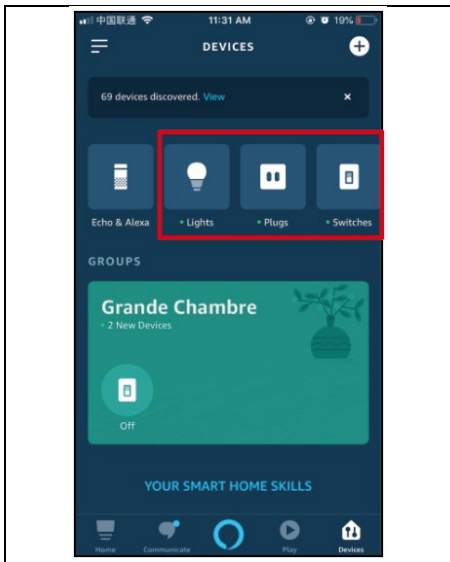 中国联通 11:31 AM 19%
DEVICES
69 devices discovered. View
Echo & Alexa • Lights • Plugs • Switches
GROUPS
Grande Chambre
• 2 New Devices
Off
YOUR SMART HOME SKILLS
Home Communicate Play Devices